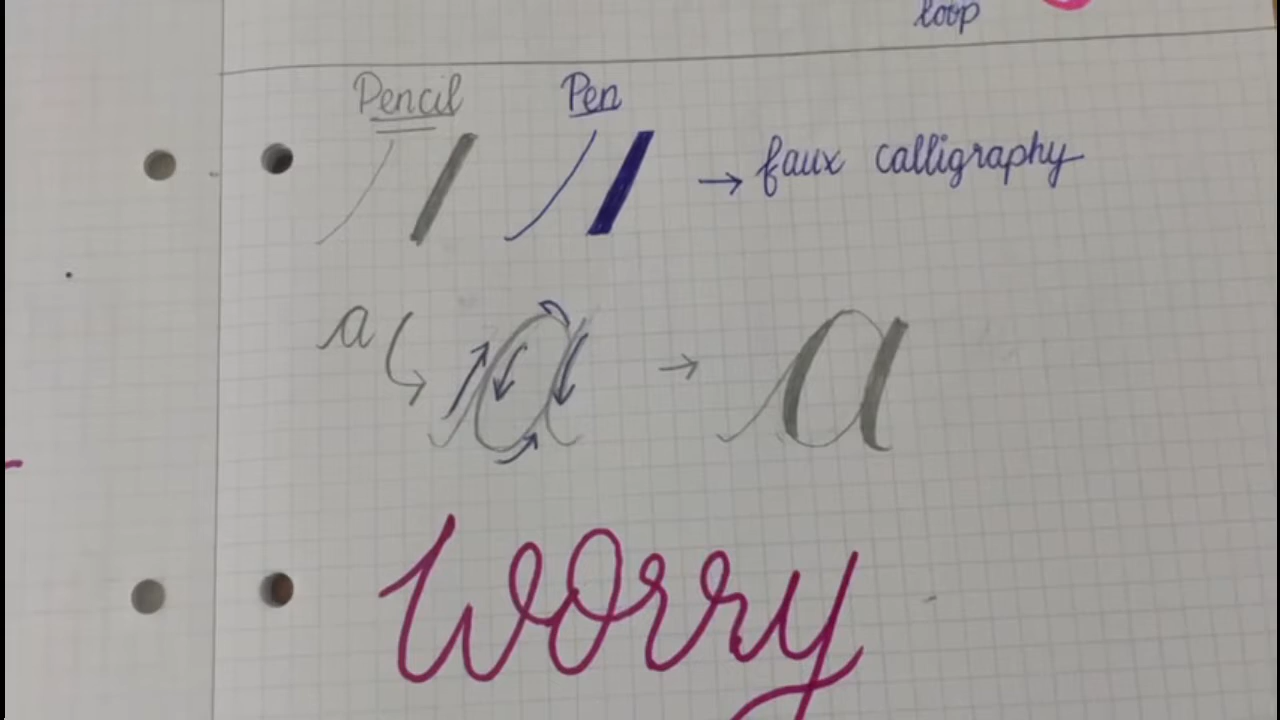 loop
Pencil Pen
→ faux calligraphy
a → a → a
worry